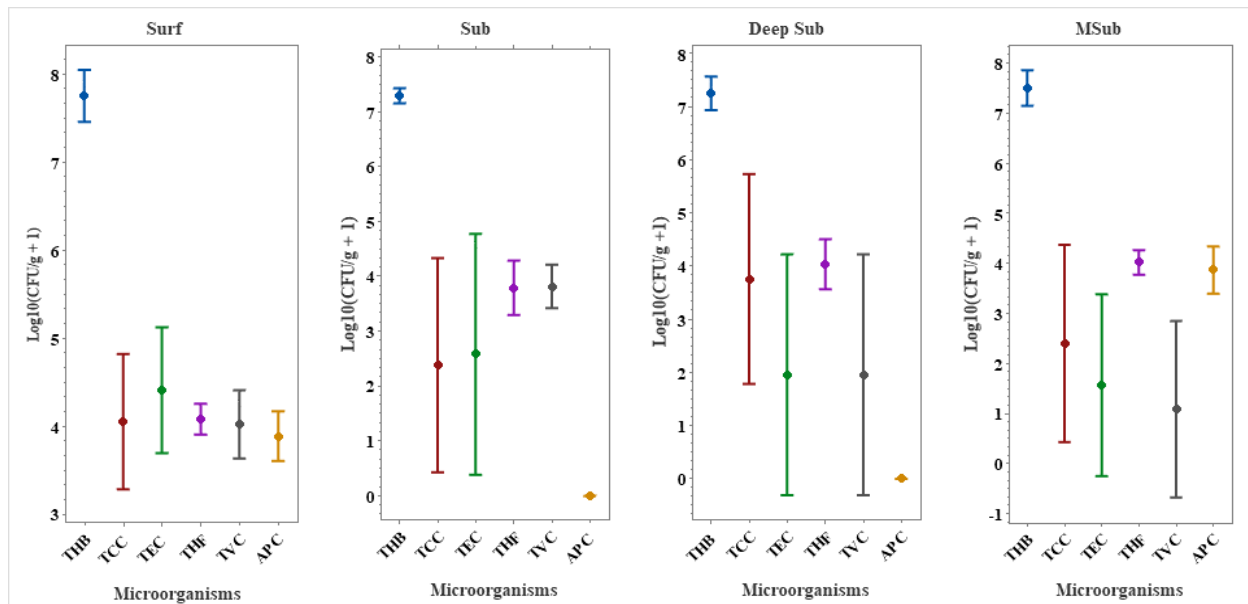 Surf
Log10(CFU/g + 1)
8
7
6
5
4
3
THB TCC TEC THF TVC APC
Microorganisms
Sub
Log10(CFU/g + 1)
8
7
6
5
4
3
2
1
0
THB TCC TEC THF TVC APC
Microorganisms
Deep Sub
Log10(CFU/g +1)
8
7
6
5
4
3
2
1
0
THB TCC TEC THF TVC APC
Microorganisms
MSub
Log10(CFU/g + 1)
8
7
6
5
4
3
2
1
0
-1
THB TCC TEC THF TVC APC
Microorganisms